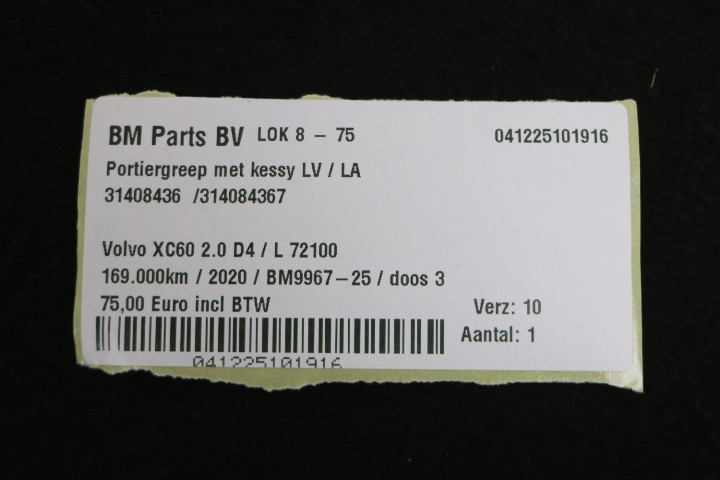 BM Parts BV LOK 8 – 75 041225101916
Portiergreep met kessy LV / LA
31408436 /314084367
Volvo XC60 2.0 D4 / L 72100
169.000km / 2020 / BM9967–25 / doos 3
75,00 Euro incl BTW Verz: 10
Aantal: 1
041225101916